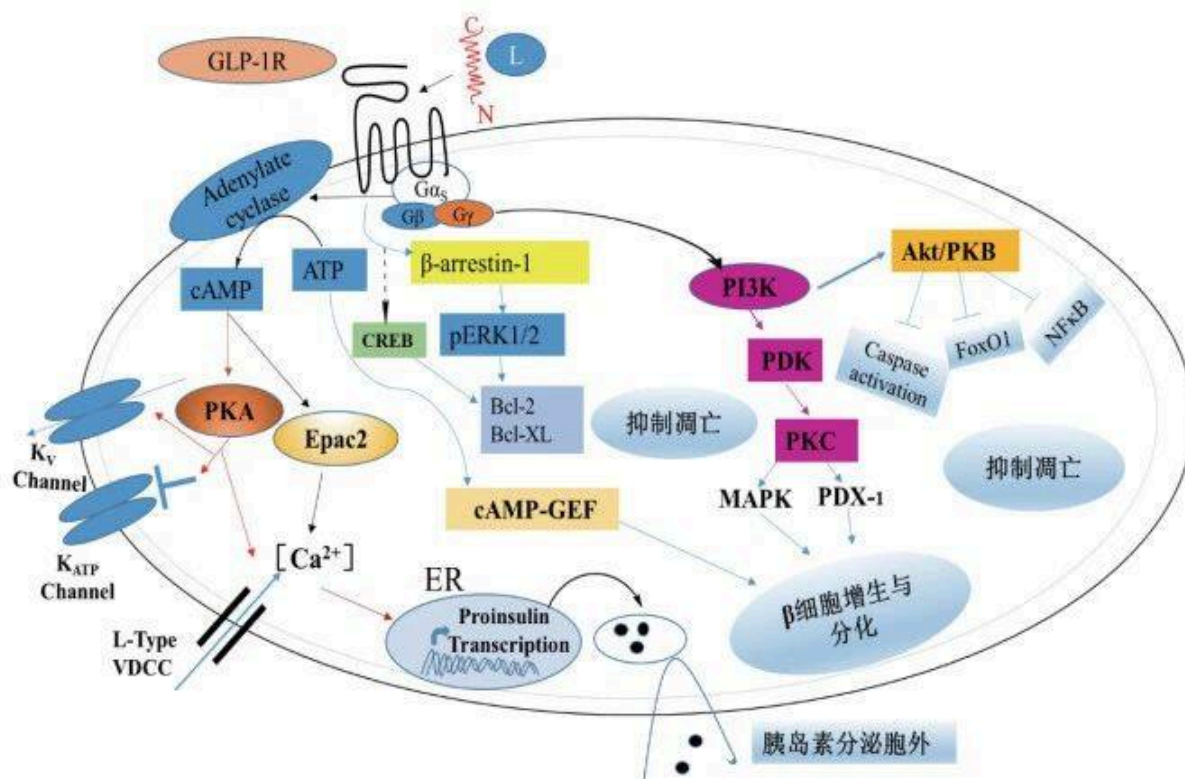 C
L
GLP-1R
N
Adenylate
cyclase
Gαs
Gβ
Gγ
ATP
cAMP
β-arrestin-1
CREB
pERK1/2
Bcl-2
Bcl-XL
PI3K
Akt/PKB
Caspase
activation
FoxO1
NFκB
PDK
PKC
MAPK
PDX-1
抑制凋亡
抑制凋亡
PKA
Epac2
KV
Channel
KATP
Channel
cAMP-GEF
[Ca²⁺]
L-Type
VDCC
ER
Proinsulin
Transcription
β细胞增生与
分化
胰岛素分泌胞外